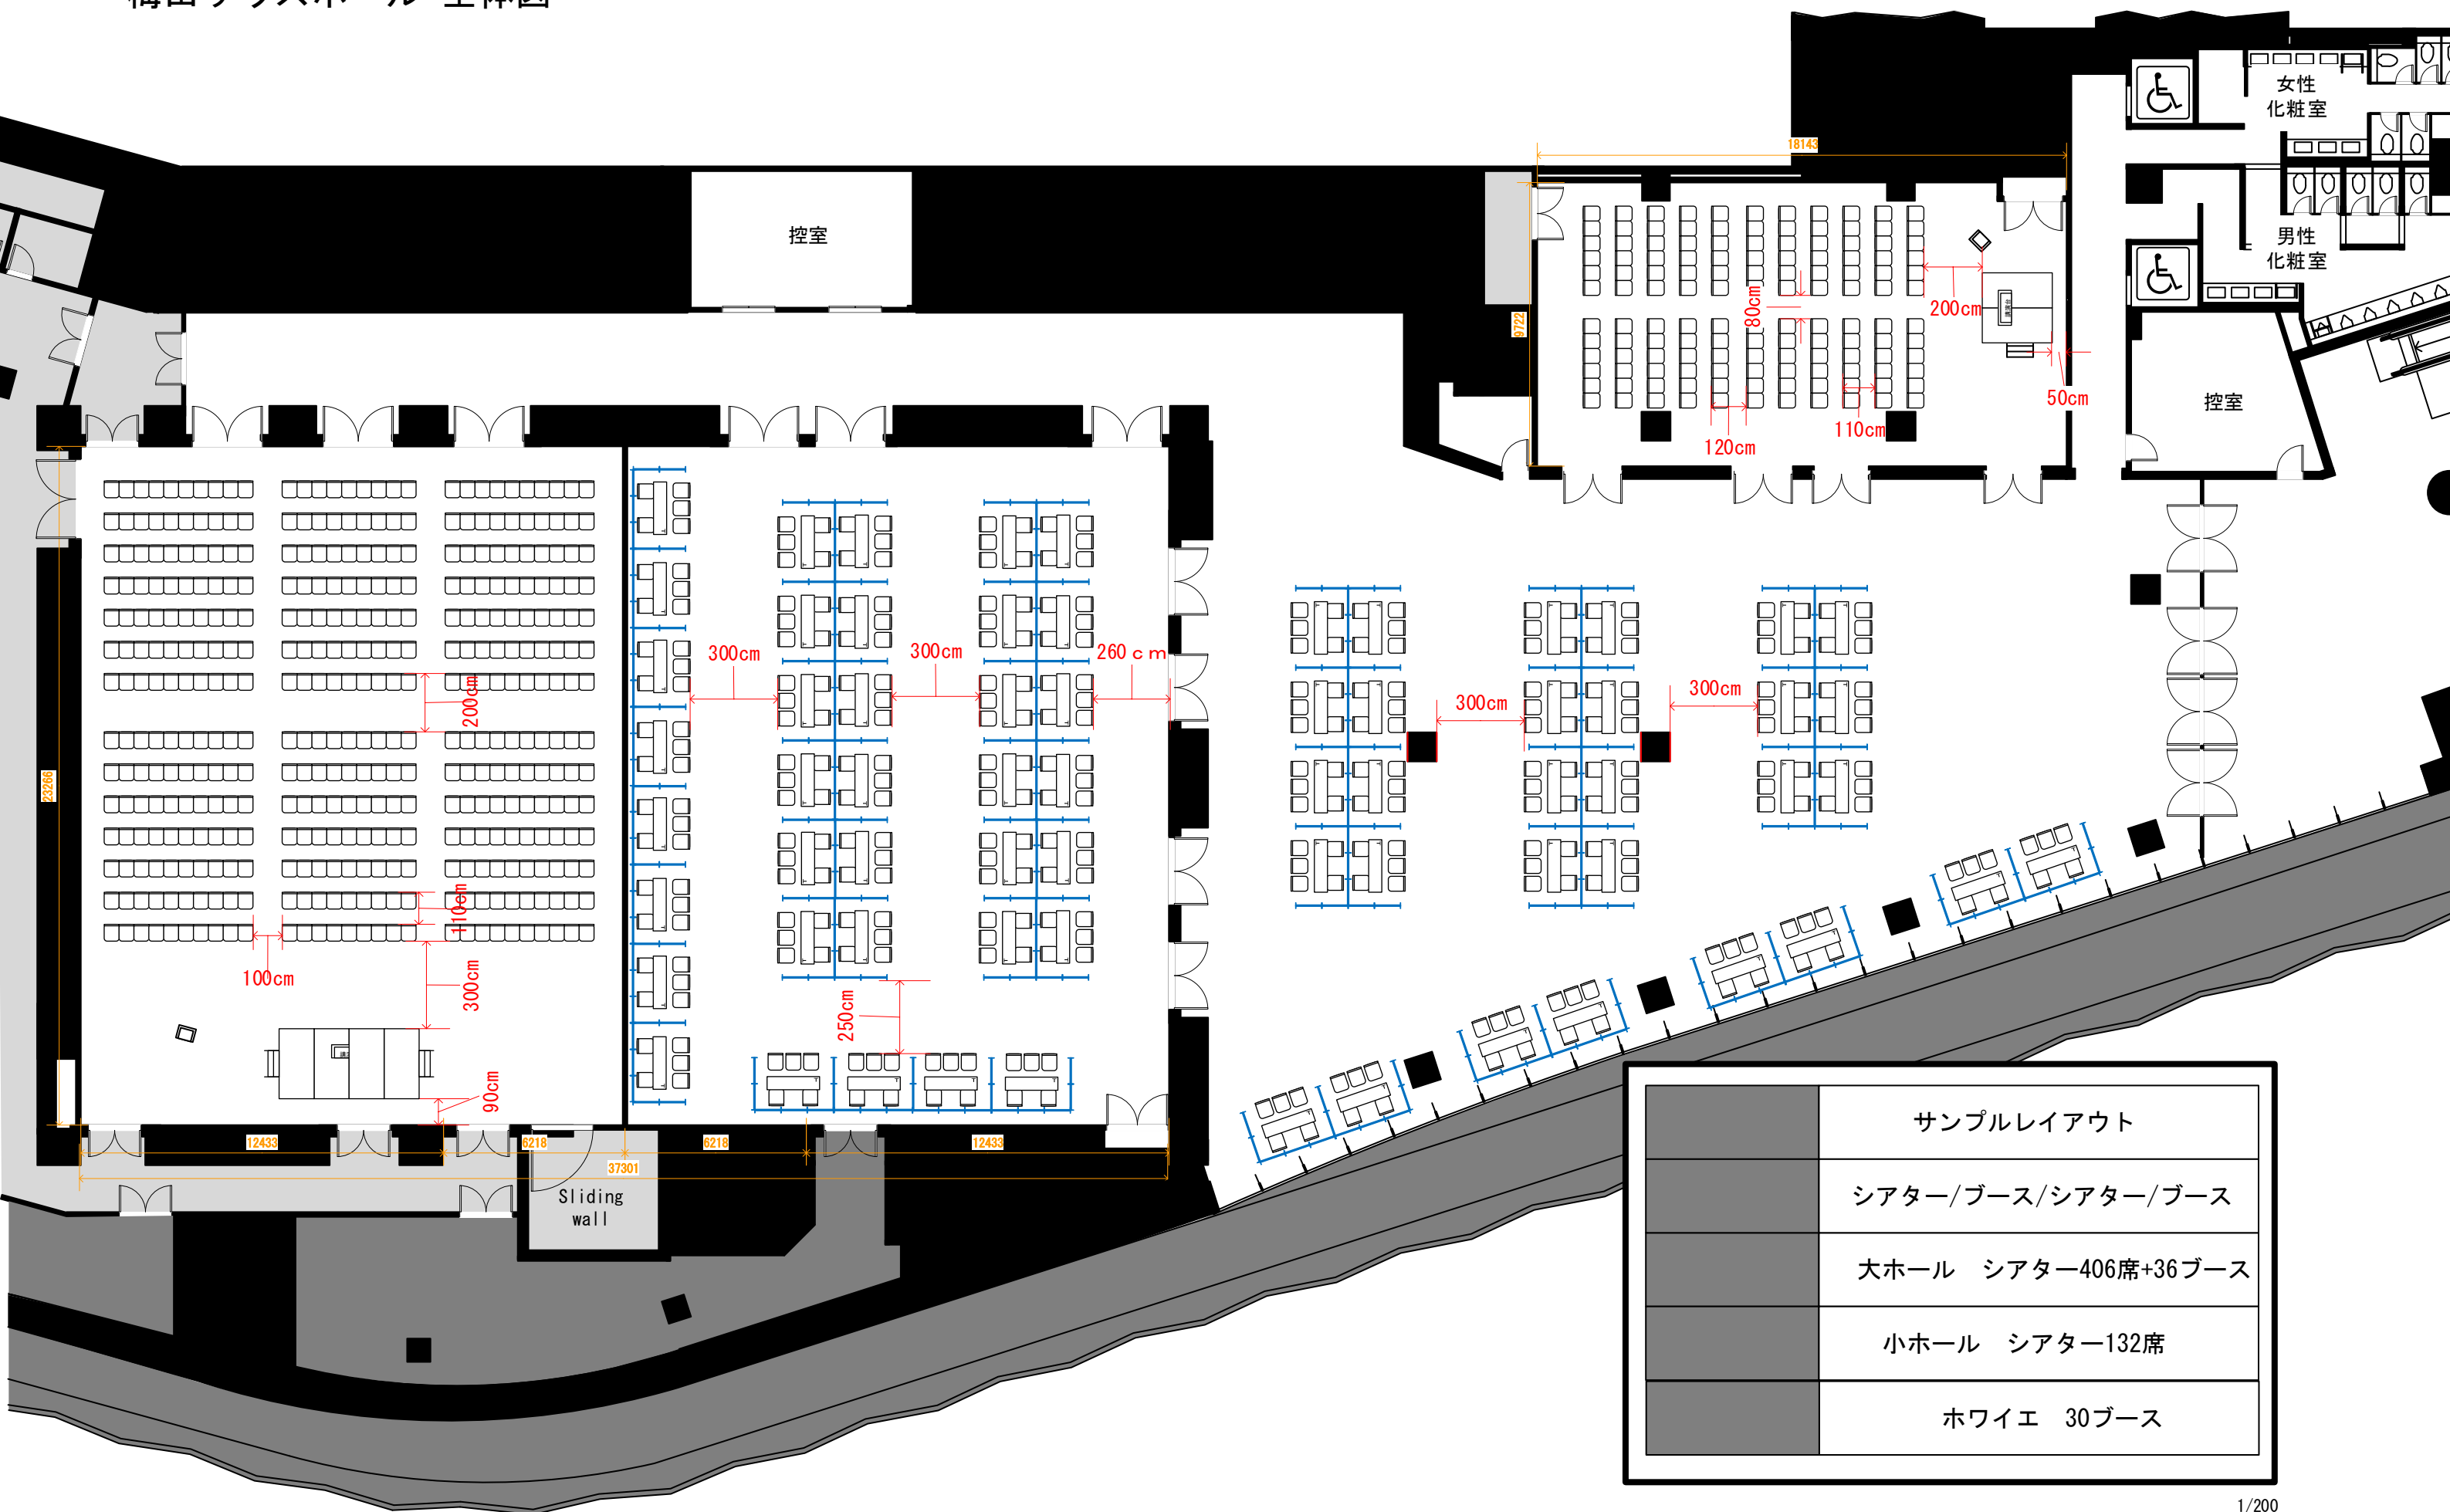 女性
化粧室
18143
控室
男性
化粧室
80cm
200cm
9722
50cm
控室
110cm
120cm
300cm
300cm
260cm
200cm
300cm
300cm
23266
110cm
100cm
300cm
250cm
90cm
12433
6218
6218
12433
37301
Sliding
wall
サンプルレイアウト
シアター/ブース/シアター/ブース
大ホール シアター406席+36ブース
小ホール シアター132席
ホワイエ 30ブース
1/200